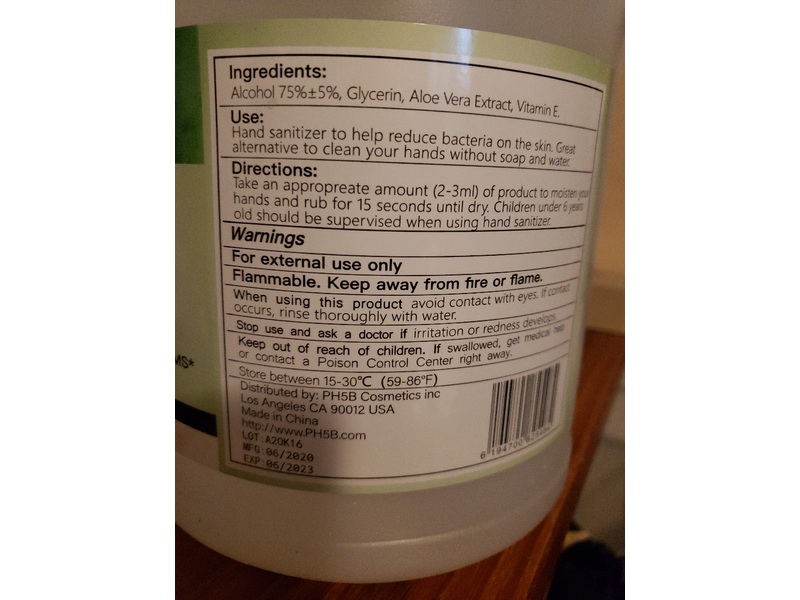 Ingredients:
Alcohol 75%±5%, Glycerin, Aloe Vera Extract, Vitamin E.
Use:
Hand sanitizer to help reduce bacteria on the skin. Great
alternative to clean your hands without soap and water.
Directions:
Take an appropreate amount (2-3ml) of product to moisten your
hands and rub for 15 seconds until dry. Children under 6 years
old should be supervised when using hand sanitizer.
Warnings
For external use only
Flammable. Keep away from fire or flame.
When using this product avoid contact with eyes. If contact
occurs, rinse thoroughly with water.
Stop use and ask a doctor if irritation or redness develops.
Keep out of reach of children. If swallowed, get medical help
or contact a Poison Control Center right away.
Store between 15-30℃ (59-86°F)
Distributed by: PH5B Cosmetics inc
Los Angeles CA 90012 USA
Made in China
http://www.PH5B.com
LOT:A20K16
MFG:06/2020
EXP:06/2023